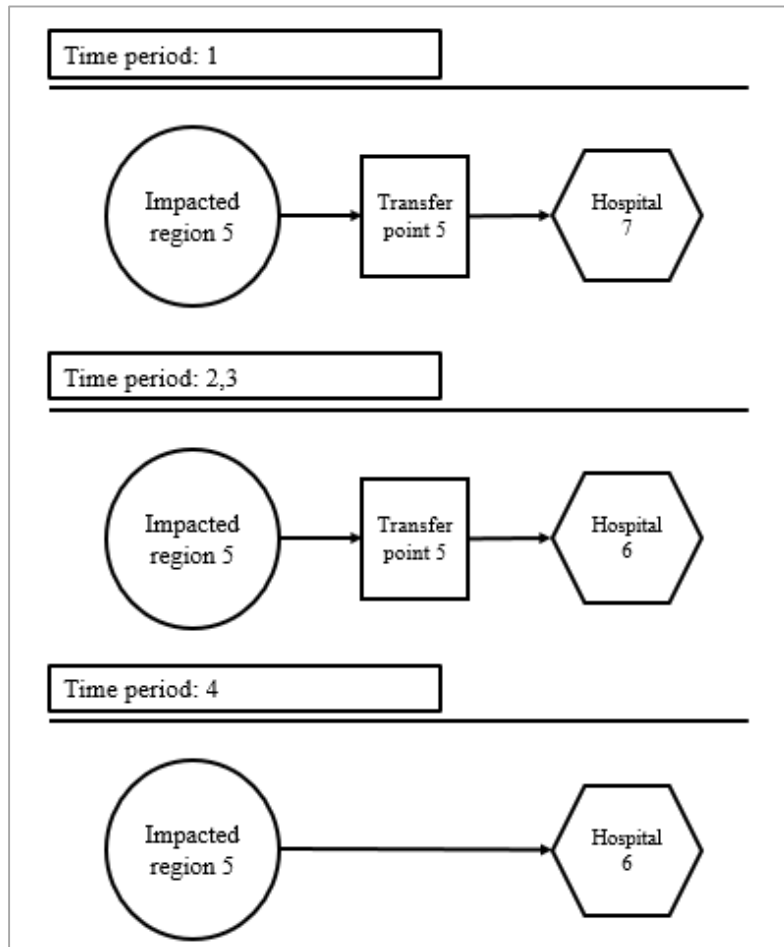 Time period: 1
Impacted
region 5
Transfer
point 5
Hospital
7
Time period: 2,3
Impacted
region 5
Transfer
point 5
Hospital
6
Time period: 4
Impacted
region 5
Hospital
6